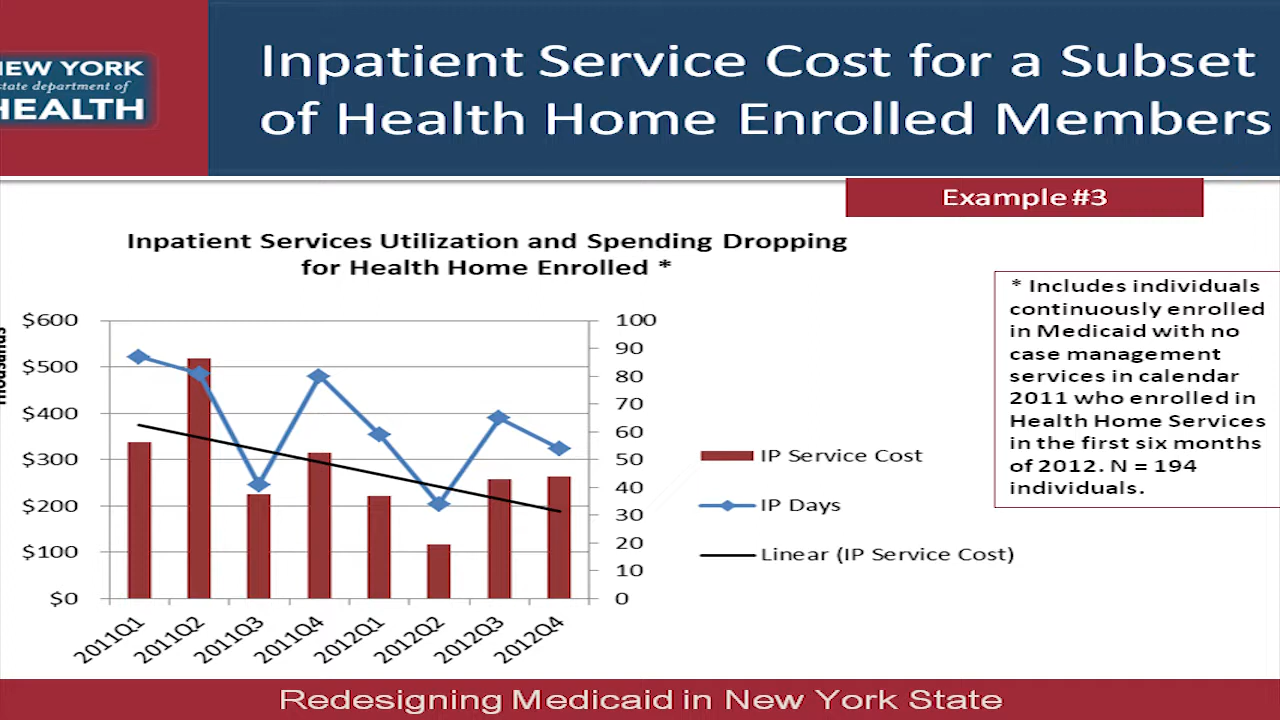 NEW YORK
state department of
HEALTH
Inpatient Service Cost for a Subset
of Health Home Enrolled Members
Example #3
Inpatient Services Utilization and Spending Dropping
for Health Home Enrolled *
Thousands
$600
$500
$400
$300
$200
$100
$0
100
90
80
70
60
50
40
30
20
10
0
2011Q1
2011Q2
2011Q3
2011Q4
2012Q1
2012Q2
2012Q3
2012Q4
IP Service Cost
IP Days
Linear (IP Service Cost)
* Includes individuals
continuously enrolled
in Medicaid with no
case management
services in calendar
2011 who enrolled in
Health Home Services
in the first six months
of 2012. N = 194
individuals.
Redesigning Medicaid in New York State